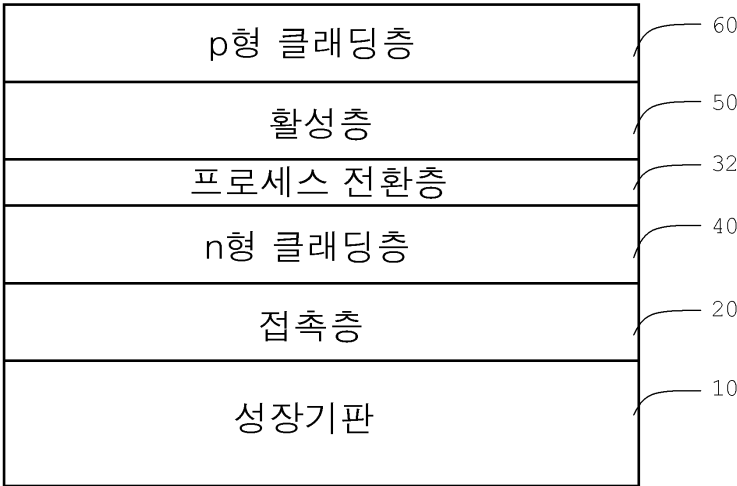 p형 클래딩층 60
활성층 50
프로세스 전환층 32
n형 클래딩층 40
접촉층 20
성장기판 10